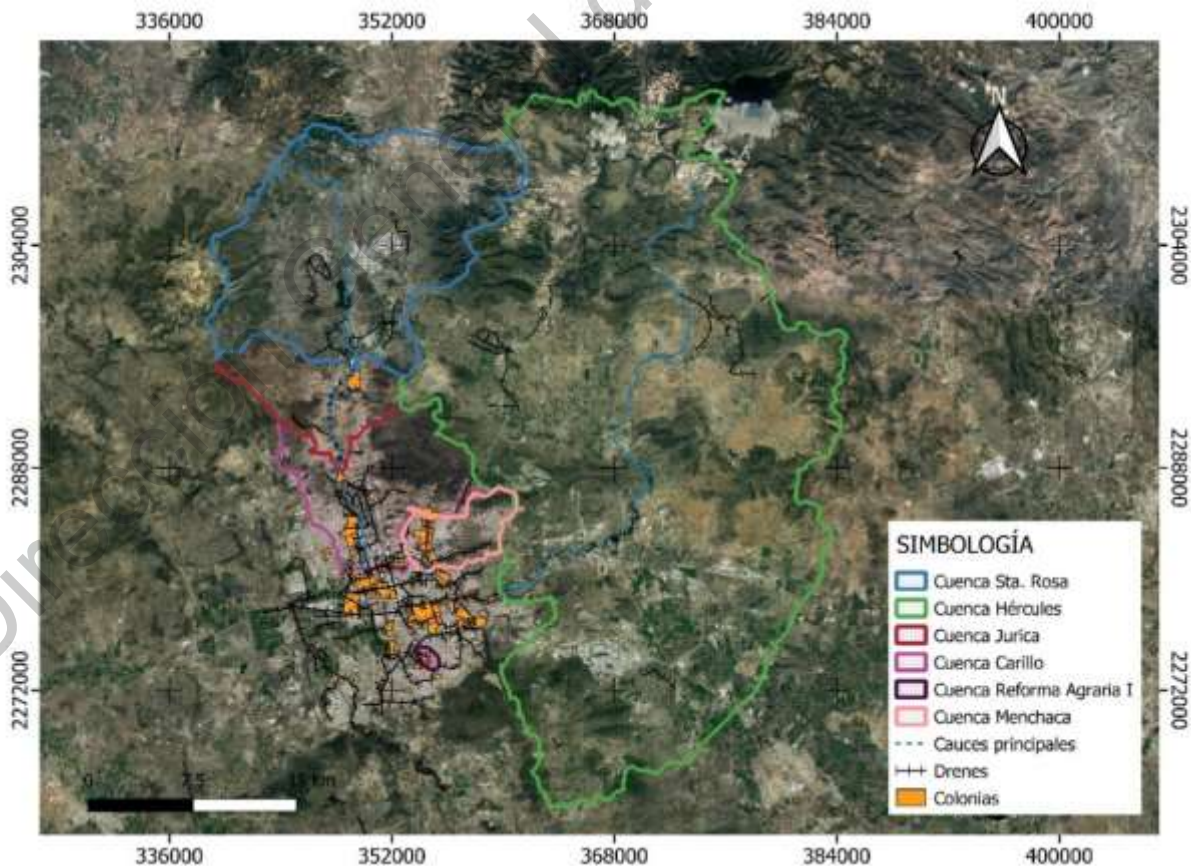 336000 352000 368000 384000 400000
N
2304000 2304000
2288000 2288000
2272000 2272000
SIMBOLOGÍA
Cuenca Sta. Rosa
Cuenca Hércules
Cuenca Jurica
Cuenca Carillo
Cuenca Reforma Agraria I
Cuenca Menchaca
Cauces principales
Drenes
Colonias
0 7.5 15 km
336000 352000 368000 384000 400000